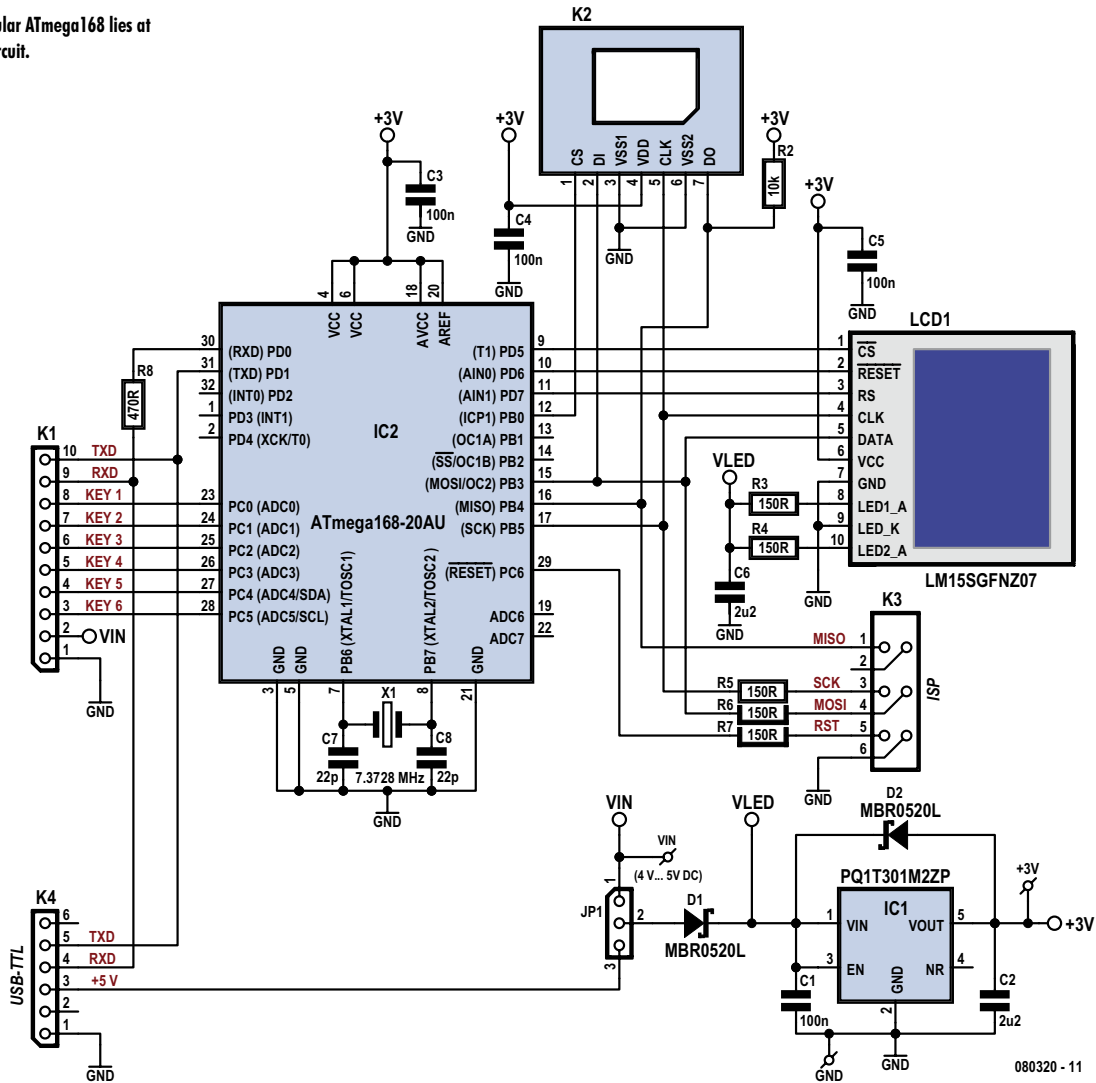 ular ATmega168 lies at
rcuit.
K2
CS
DI
VSS1
VDD
CLK
VSS2
DO
1
2
3
4
5
6
7
+3V
R2
10k
GND
+3V
C3
100n
GND
+3V
C4
100n
GND
+3V
C5
100n
GND
4
6
18
20
VCC
VCC
AVCC
AREF
30 (RXD) PD0
31 (TXD) PD1
32 (INT0) PD2
1 PD3 (INT1)
2 PD4 (XCK/T0)
23 PC0 (ADC0)
24 PC1 (ADC1)
25 PC2 (ADC2)
26 PC3 (ADC3)
27 PC4 (ADC4/SDA)
28 PC5 (ADC5/SCL)
IC2
ATmega168-20AU
(T1) PD5 9
(AIN0) PD6 10
(AIN1) PD7 11
(ICP1) PB0 12
(OC1A) PB1 13
(SS/OC1B) PB2 14
(MOSI/OC2) PB3 15
(MISO) PB4 16
(SCK) PB5 17
(RESET) PC6 29
ADC6 19
ADC7 22
GND
GND
PB6 (XTAL1/TOSC1)
PB7 (XTAL2/TOSC2)
GND
3
5
7
8
21
X1
C7
22p
7.3728 MHz
C8
22p
GND
R8
470R
K1
10 TXD
9 RXD
8 KEY 1
7 KEY 2
6 KEY 3
5 KEY 4
4 KEY 5
3 KEY 6
2 VIN
1
GND
LCD1
1 CS
2 RESET
3 RS
4 CLK
5 DATA
6 VCC
7 GND
8 LED1_A
9 LED_K
10 LED2_A
LM15SGFNZ07
VLED
R3
150R
R4
150R
C6
2u2
GND
GND
K3
MISO 1
2
R5 150R SCK 3
R6 150R MOSI 4
R7 150R RST 5
6
ISP
GND
K4
6
5 TXD
4 RXD
3 +5 V
2
1
USB-TTL
GND
VIN
VIN
(4 V... 5V DC)
JP1
1
2
3
D1
MBR0520L
VLED
D2
MBR0520L
PQ1T301M2ZP
IC1
1 VIN
3 EN
VOUT 5
NR 4
GND
2
C1
100n
C2
2u2
+3V
+3V
GND
GND
080320 - 11